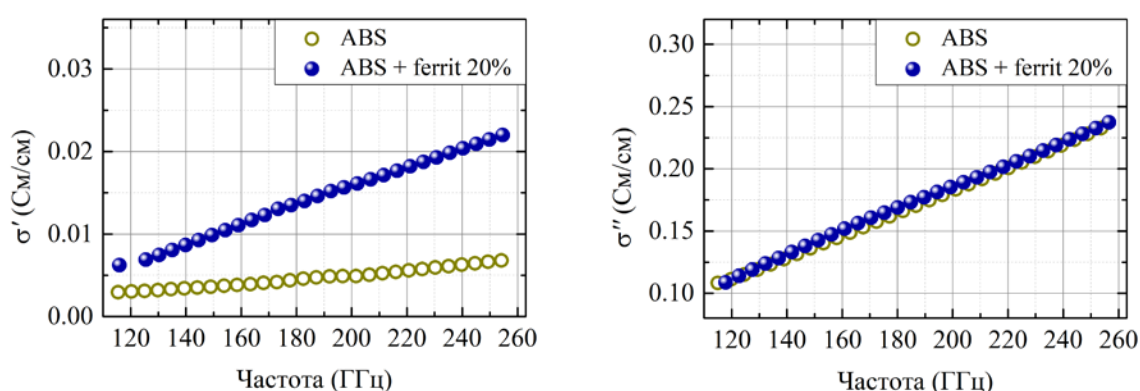 ABS
ABS + ferrit 20%
σ′ (См/см)
0.03
0.02
0.01
0.00
120 140 160 180 200 220 240 260
Частота (ГГц)
ABS
ABS + ferrit 20%
σ″ (См/см)
0.30
0.25
0.20
0.15
0.10
120 140 160 180 200 220 240 260
Частота (ГГц)